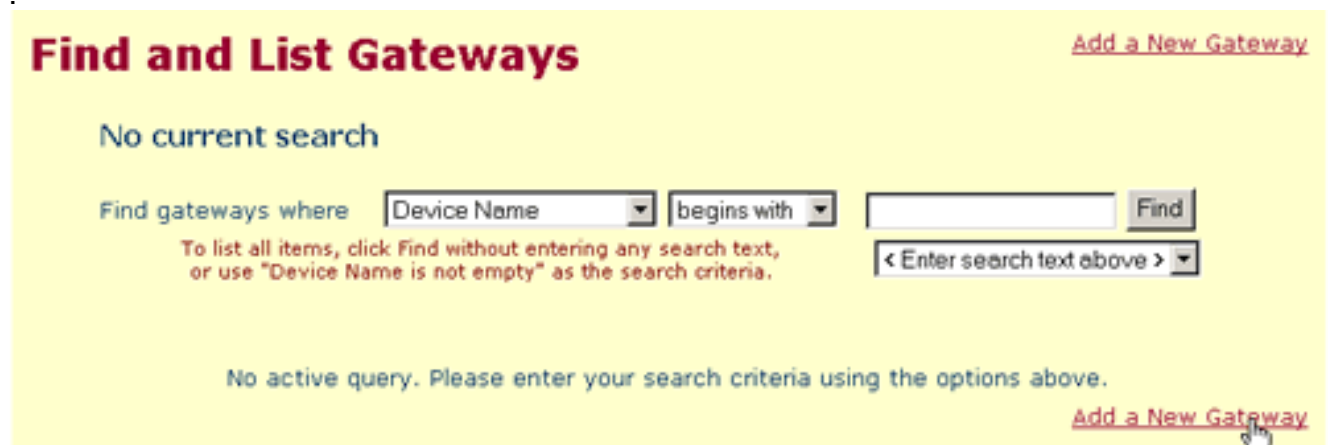 Find and List Gateways
Add a New Gateway
No current search
Find gateways where Device Name begins with Find
To list all items, click Find without entering any search text,
or use "Device Name is not empty" as the search criteria.
< Enter search text above >
No active query. Please enter your search criteria using the options above.
Add a New Gateway